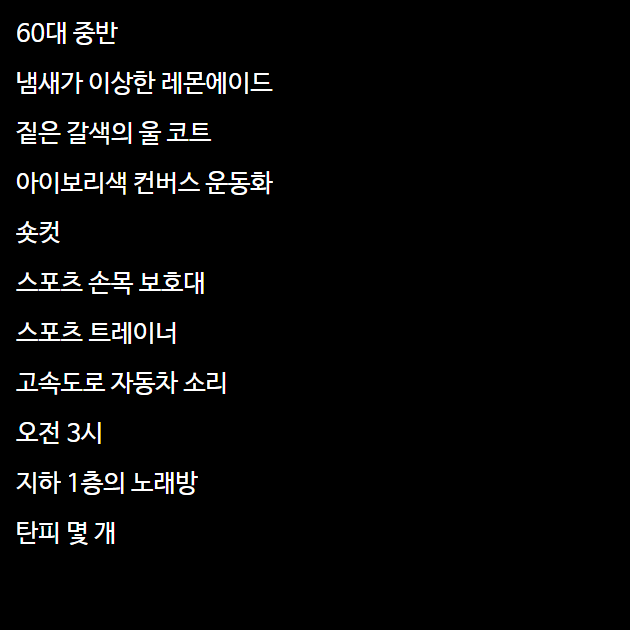 60대 중반
냄새가 이상한 레몬에이드
짙은 갈색의 울 코트
아이보리색 컨버스 운동화
숏컷
스포츠 손목 보호대
스포츠 트레이너
고속도로 자동차 소리
오전 3시
지하 1층의 노래방
탄피 몇 개